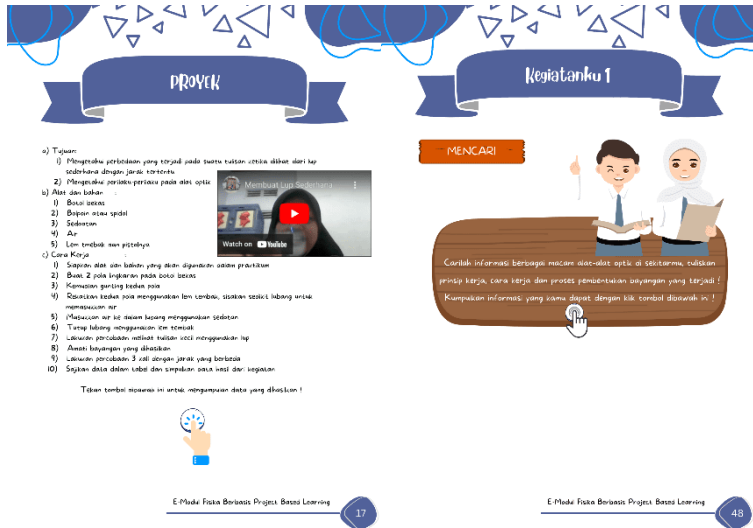 PROYEK
a) Tujuan:
1) Mengetahui perbedaan yang terjadi pada suatu tulisan ketika dilihat dari lup
sederhana dengan jarak tertentu
2) Mengetahui perilaku-perilaku pada alat optik
b) Alat dan bahan :
1) Botol bekas
2) Bolpoin atau spidol
3) Sedotan
4) Air
5) Lem tembak dan pistolnya
c) Cara Kerja :
1) Siapkan alat dan bahan yang akan digunakan dalam praktikum
2) Buat 2 pola lingkaran pada botol bekas
3) Kemudian gunting kedua pola
4) Rekatkan kedua pola menggunakan lem tembak, sisakan sedikit lubang untuk
memasukkan air
5) Masukkan air ke dalam lubang menggunakan sedotan
6) Tutup lubang menggunakan lem tembak
7) Lakukan percobaan melihat tulisan kecil menggunakan lup
8) Amati bayangan yang dihasilkan
9) Lakukan percobaan 3 kali dengan jarak yang berbeda
10) Sajikan data dalam tabel dan simpulkan data hasil dari kegiatan
Membuat Lup Sederhana
Watch on YouTube
Tekan tombol dibawah ini untuk mengumpulkan data yang dihasilkan !
E-Modul Fisika Berbasis Project Based Learning
17
Kegiatanku 1
MENCARI
Carilah informasi berbagai macam alat-alat optik di sekitarmu, tuliskan
prinsip kerja, cara kerja dan proses pembentukan bayangan yang terjadi !
Kumpulkan informasi yang kamu dapat dengan klik tombol dibawah ini !
E-Modul Fisika Berbasis Project Based Learning
48